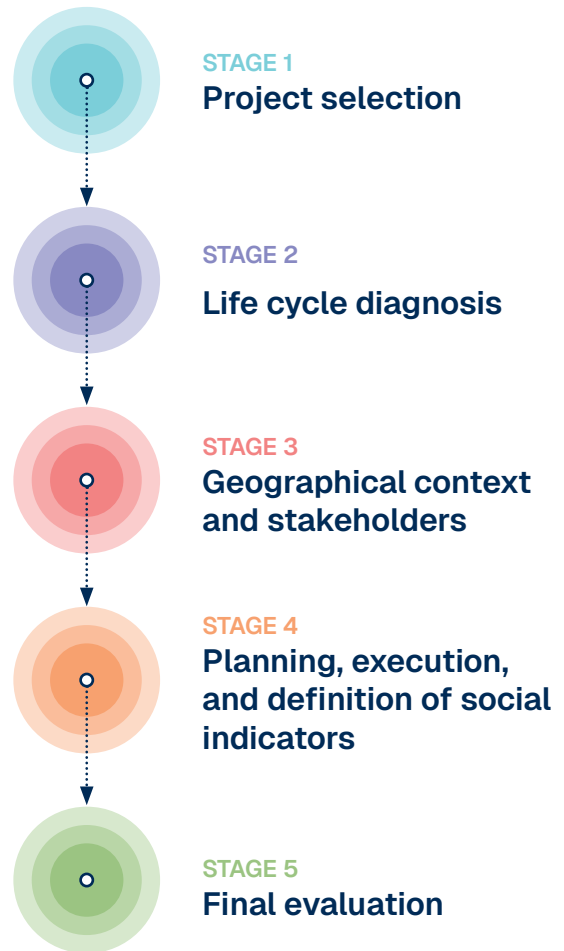 STAGE 1
Project selection
STAGE 2
Life cycle diagnosis
STAGE 3
Geographical context
and stakeholders
STAGE 4
Planning, execution,
and definition of social
indicators
STAGE 5
Final evaluation